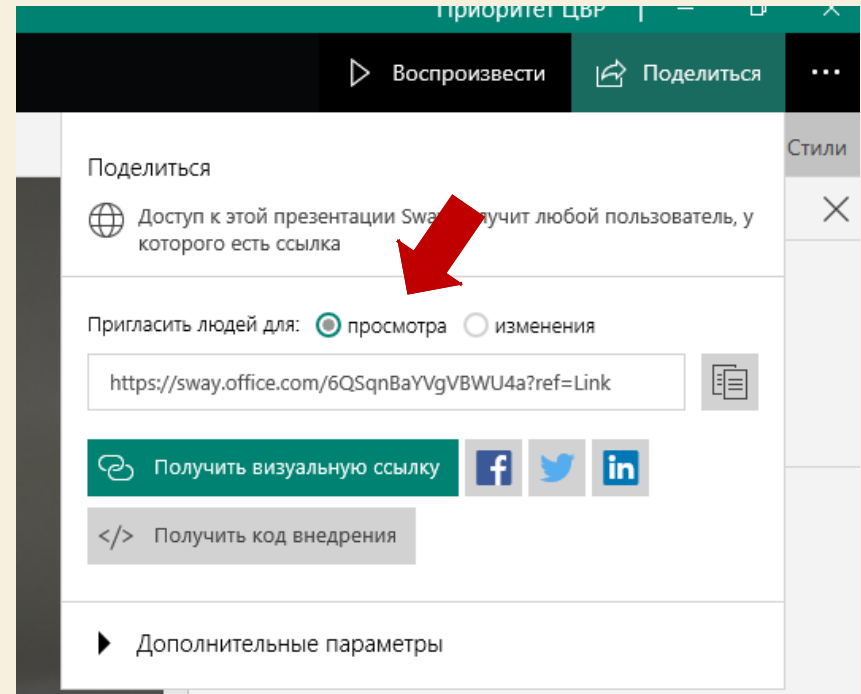 Приоритет ЦВР
Воспроизвести
Поделиться
Стили
Поделиться
Доступ к этой презентации Sway получит любой пользователь, у
которого есть ссылка
Пригласить людей для: просмотра изменения
https://sway.office.com/6QSqnBaYVgVBWU4a?ref=Link
Получить визуальную ссылку
</> Получить код внедрения
Дополнительные параметры